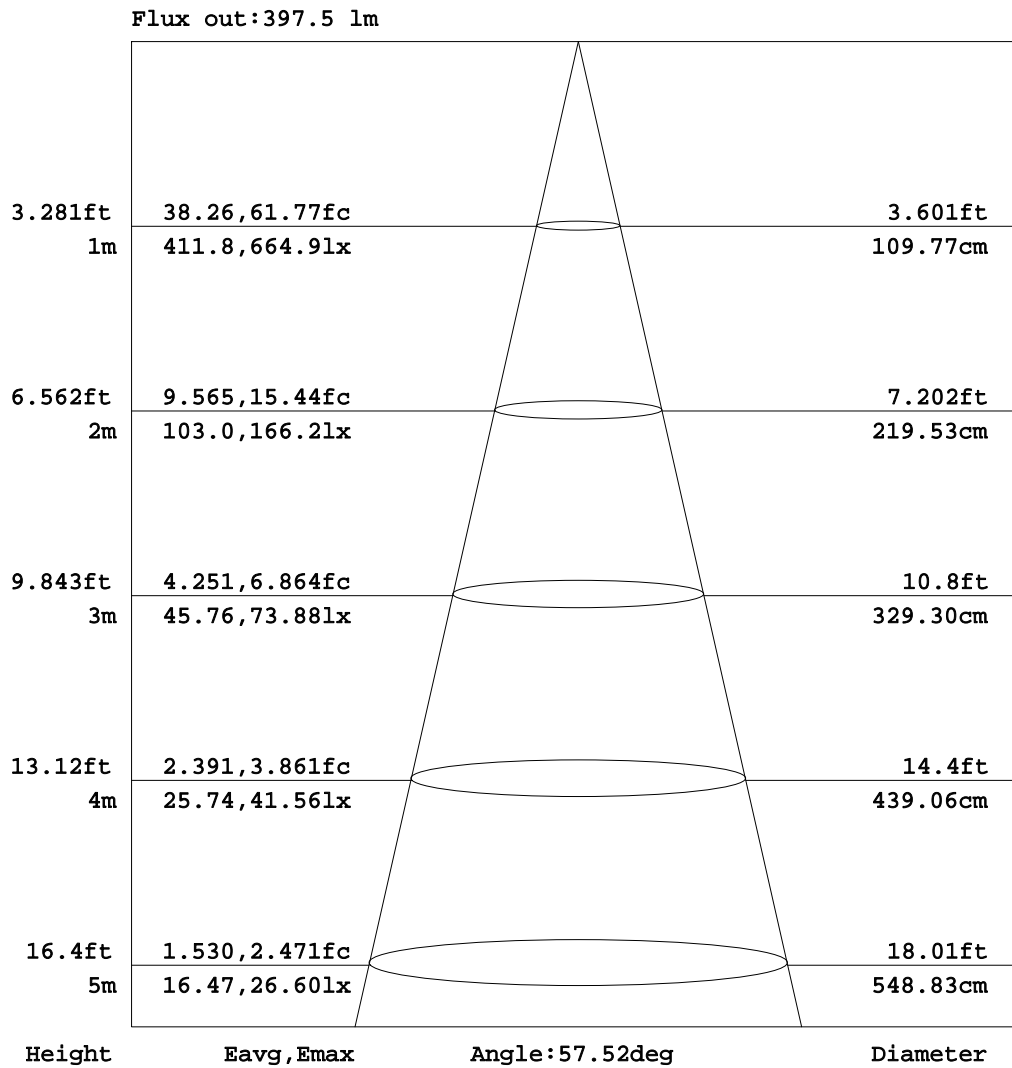 Flux out:397.5 lm
3.281ft 38.26,61.77fc 3.601ft
1m 411.8,664.9lx 109.77cm
6.562ft 9.565,15.44fc 7.202ft
2m 103.0,166.2lx 219.53cm
9.843ft 4.251,6.864fc 10.8ft
3m 45.76,73.88lx 329.30cm
13.12ft 2.391,3.861fc 14.4ft
4m 25.74,41.56lx 439.06cm
16.4ft 1.530,2.471fc 18.01ft
5m 16.47,26.60lx 548.83cm
Height Eavg,Emax Angle:57.52deg Diameter